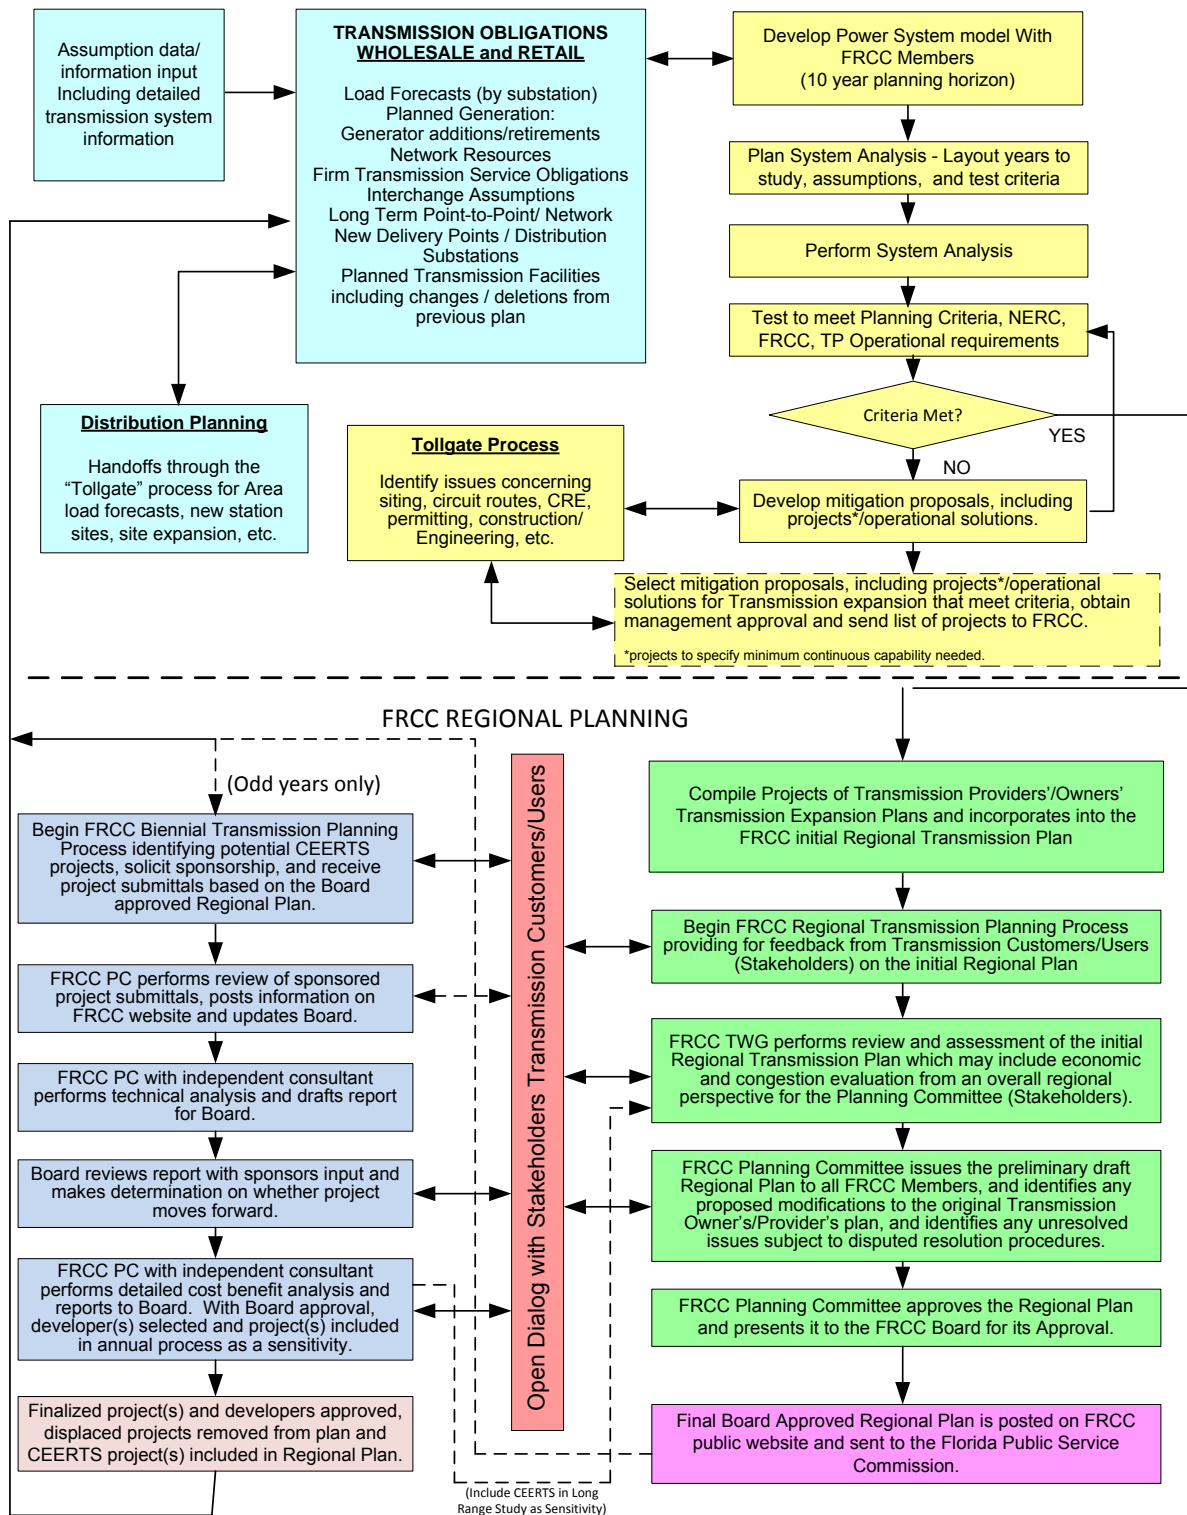 Assumption data/
information input
Including detailed
transmission system
information
TRANSMISSION OBLIGATIONS
WHOLESALE and RETAIL
Load Forecasts (by substation)
Planned Generation:
Generator additions/retirements
Network Resources
Firm Transmission Service Obligations
Interchange Assumptions
Long Term Point-to-Point/ Network
New Delivery Points / Distribution
Substations
Planned Transmission Facilities
including changes / deletions from
previous plan
Develop Power System model With
FRCC Members
(10 year planning horizon)
Plan System Analysis - Layout years to
study, assumptions, and test criteria
Perform System Analysis
Test to meet Planning Criteria, NERC,
FRCC, TP Operational requirements
Criteria Met?
YES
NO
Distribution Planning
Handoffs through the
“Tollgate” process for Area
load forecasts, new station
sites, site expansion, etc.
Tollgate Process
Identify issues concerning
siting, circuit routes, CRE,
permitting, construction/
Engineering, etc.
Develop mitigation proposals, including
projects*/operational solutions.
Select mitigation proposals, including projects*/operational
solutions for Transmission expansion that meet criteria, obtain
management approval and send list of projects to FRCC.
*projects to specify minimum continuous capability needed.
FRCC REGIONAL PLANNING
(Odd years only)
Begin FRCC Biennial Transmission Planning
Process identifying potential CEERTS
projects, solicit sponsorship, and receive
project submittals based on the Board
approved Regional Plan.
FRCC PC performs review of sponsored
project submittals, posts information on
FRCC website and updates Board.
FRCC PC with independent consultant
performs technical analysis and drafts report
for Board.
Board reviews report with sponsors input and
makes determination on whether project
moves forward.
FRCC PC with independent consultant
performs detailed cost benefit analysis and
reports to Board. With Board approval,
developer(s) selected and project(s) included
in annual process as a sensitivity.
Finalized project(s) and developers approved,
displaced projects removed from plan and
CEERTS project(s) included in Regional Plan.
Open Dialog with Stakeholders Transmission Customers/Users
Compile Projects of Transmission Providers’/Owners’
Transmission Expansion Plans and incorporates into the
FRCC initial Regional Transmission Plan
Begin FRCC Regional Transmission Planning Process
providing for feedback from Transmission Customers/Users
(Stakeholders) on the initial Regional Plan
FRCC TWG performs review and assessment of the initial
Regional Transmission Plan which may include economic
and congestion evaluation from an overall regional
perspective for the Planning Committee (Stakeholders).
FRCC Planning Committee issues the preliminary draft
Regional Plan to all FRCC Members, and identifies any
proposed modifications to the original Transmission
Owner’s/Provider’s plan, and identifies any unresolved
issues subject to disputed resolution procedures.
FRCC Planning Committee approves the Regional Plan
and presents it to the FRCC Board for its Approval.
Final Board Approved Regional Plan is posted on FRCC
public website and sent to the Florida Public Service
Commission.
(Include CEERTS in Long
Range Study as Sensitivity)